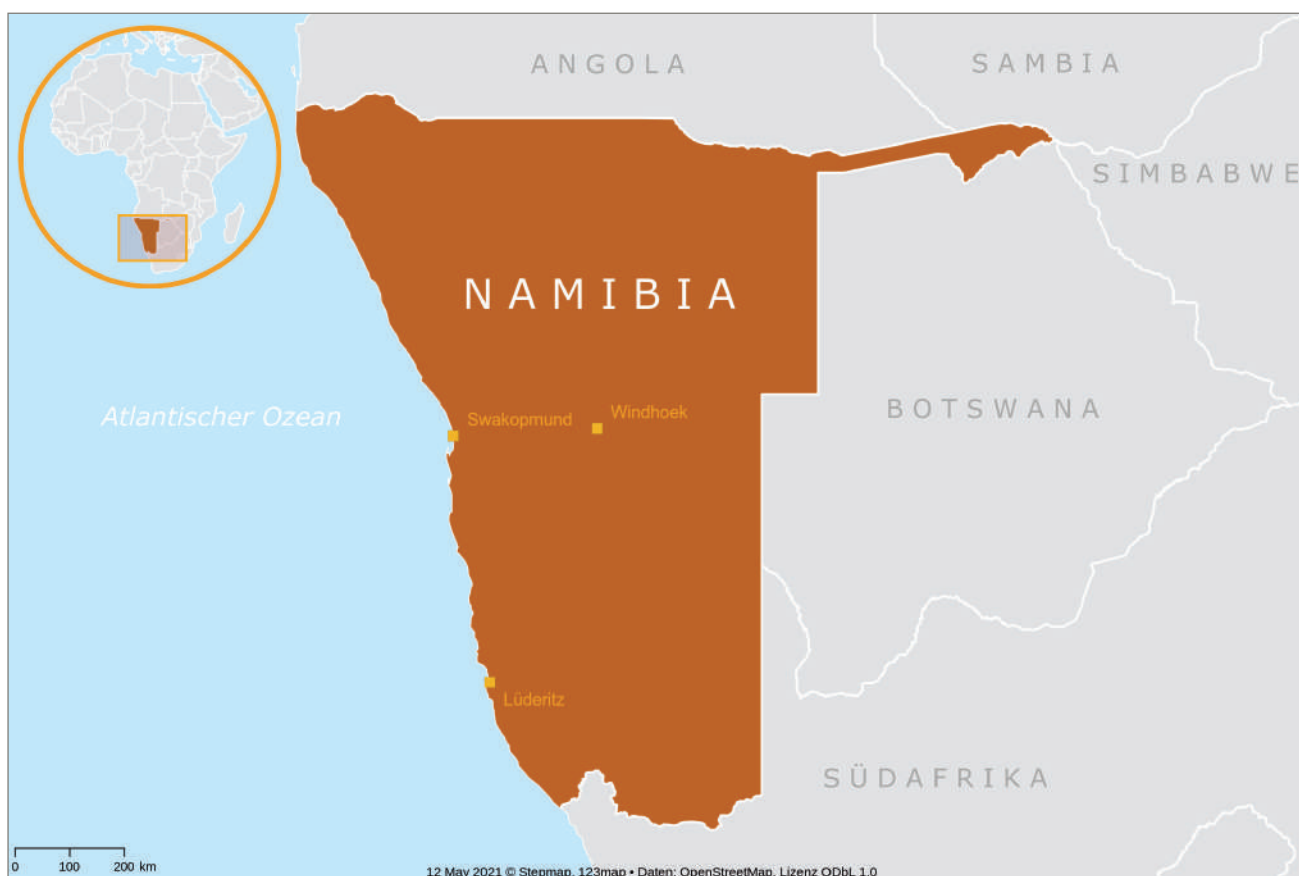 ANGOLA
SAMBIA
SIMBABWE
NAMIBIA
Atlantischer Ozean
Swakopmund
Windhoek
BOTSWANA
Lüderitz
SÜDAFRIKA
0 100 200 km
12 May 2021 © Stepmap, 123map • Daten: OpenStreetMap, Lizenz ODbL 1.0